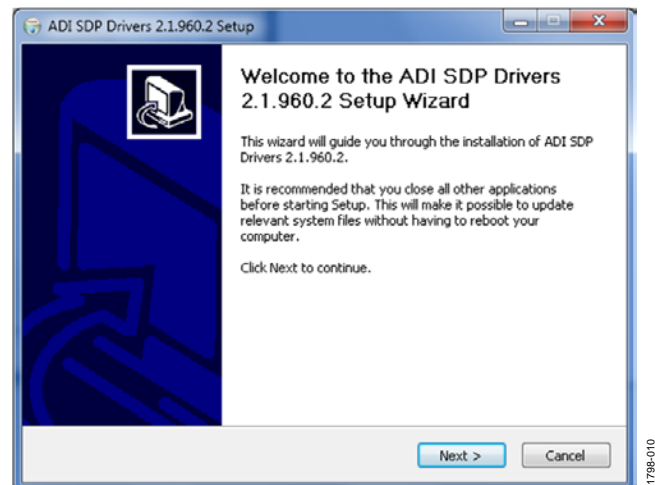 ADI SDP Drivers 2.1.960.2 Setup
Welcome to the ADI SDP Drivers
2.1.960.2 Setup Wizard
This wizard will guide you through the installation of ADI SDP
Drivers 2.1.960.2.
It is recommended that you close all other applications
before starting Setup. This will make it possible to update
relevant system files without having to reboot your
computer.
Click Next to continue.
Next >
Cancel
1798-010